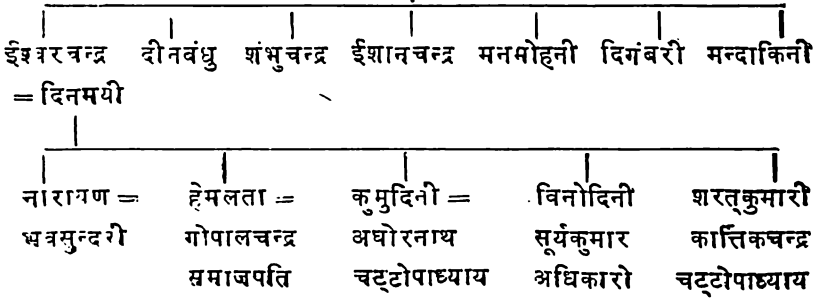 ईश्वरचन्द्र दीनवंधु शंभुचन्द्र ईशानचन्द्र मनमोहनी दिगंबरी मन्दाकिनी
= दिनमयी
नारायण = हेमलता = कुमुदिनी = विनोदिनी शरत्कुमारी
भवसुन्दरी गोपालचन्द्र अघोरनाथ सूर्यकुमार कार्त्तिकचन्द्र
समाजपति चट्टोपाध्याय अधिकारो चट्टोपाध्याय